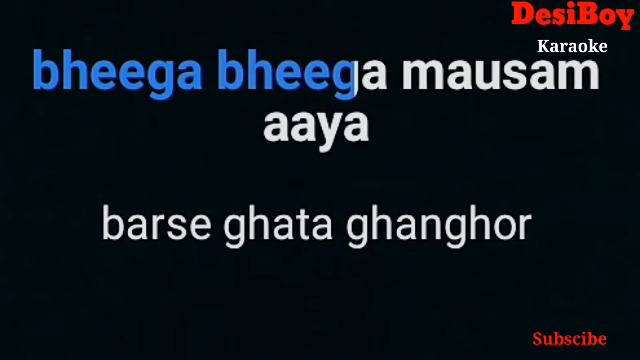 DesiBoy
Karaoke
bheega bheega mausam
aaya
barse ghata ghanghor
Subscibe